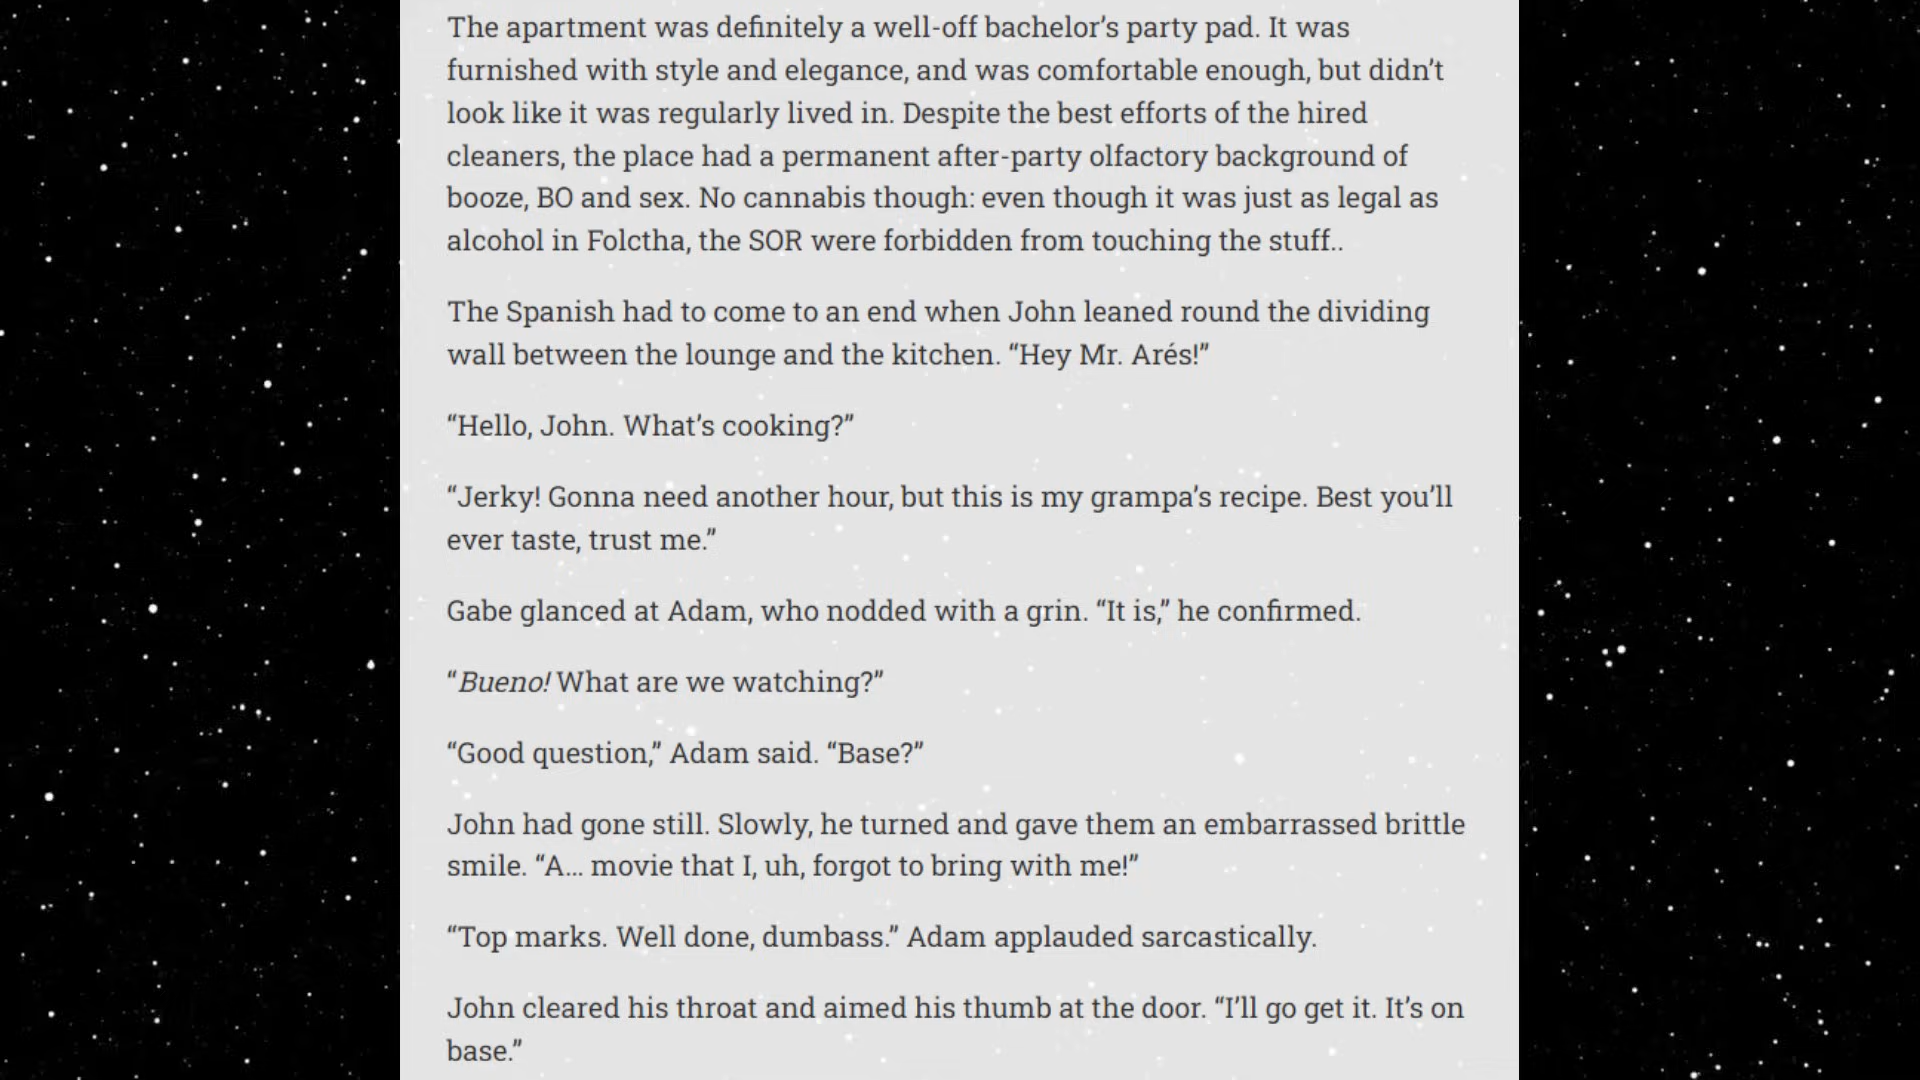 The apartment was definitely a well-off bachelor’s party pad. It was
furnished with style and elegance, and was comfortable enough, but didn’t
look like it was regularly lived in. Despite the best efforts of the hired
cleaners, the place had a permanent after-party olfactory background of
booze, BO and sex. No cannabis though: even though it was just as legal as
alcohol in Folctha, the SOR were forbidden from touching the stuff..
The Spanish had to come to an end when John leaned round the dividing
wall between the lounge and the kitchen. “Hey Mr. Arés!”
“Hello, John. What’s cooking?”
“Jerky! Gonna need another hour, but this is my grampa’s recipe. Best you’ll
ever taste, trust me.”
Gabe glanced at Adam, who nodded with a grin. “It is,” he confirmed.
“Bueno! What are we watching?”
“Good question,” Adam said. “Base?”
John had gone still. Slowly, he turned and gave them an embarrassed brittle
smile. “A… movie that I, uh, forgot to bring with me!”
“Top marks. Well done, dumbass.” Adam applauded sarcastically.
John cleared his throat and aimed his thumb at the door. “I’ll go get it. It’s on
base.”